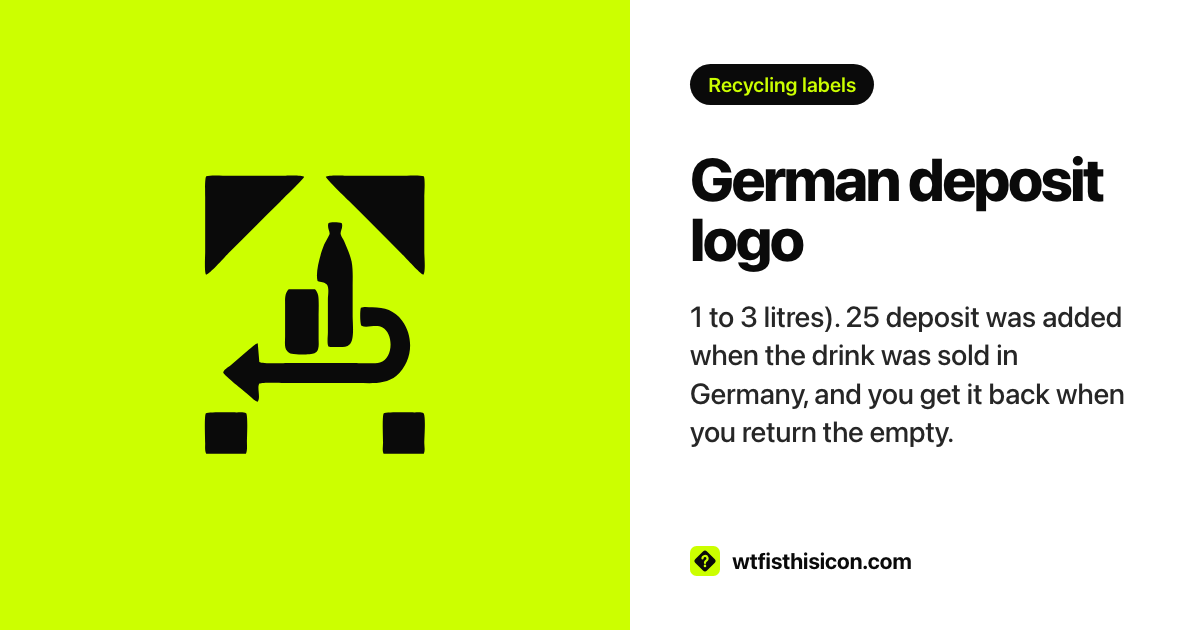 Recycling labels
German deposit
logo
1 to 3 litres). 25 deposit was added
when the drink was sold in
Germany, and you get it back when
you return the empty.
?
wtfisthisicon.com